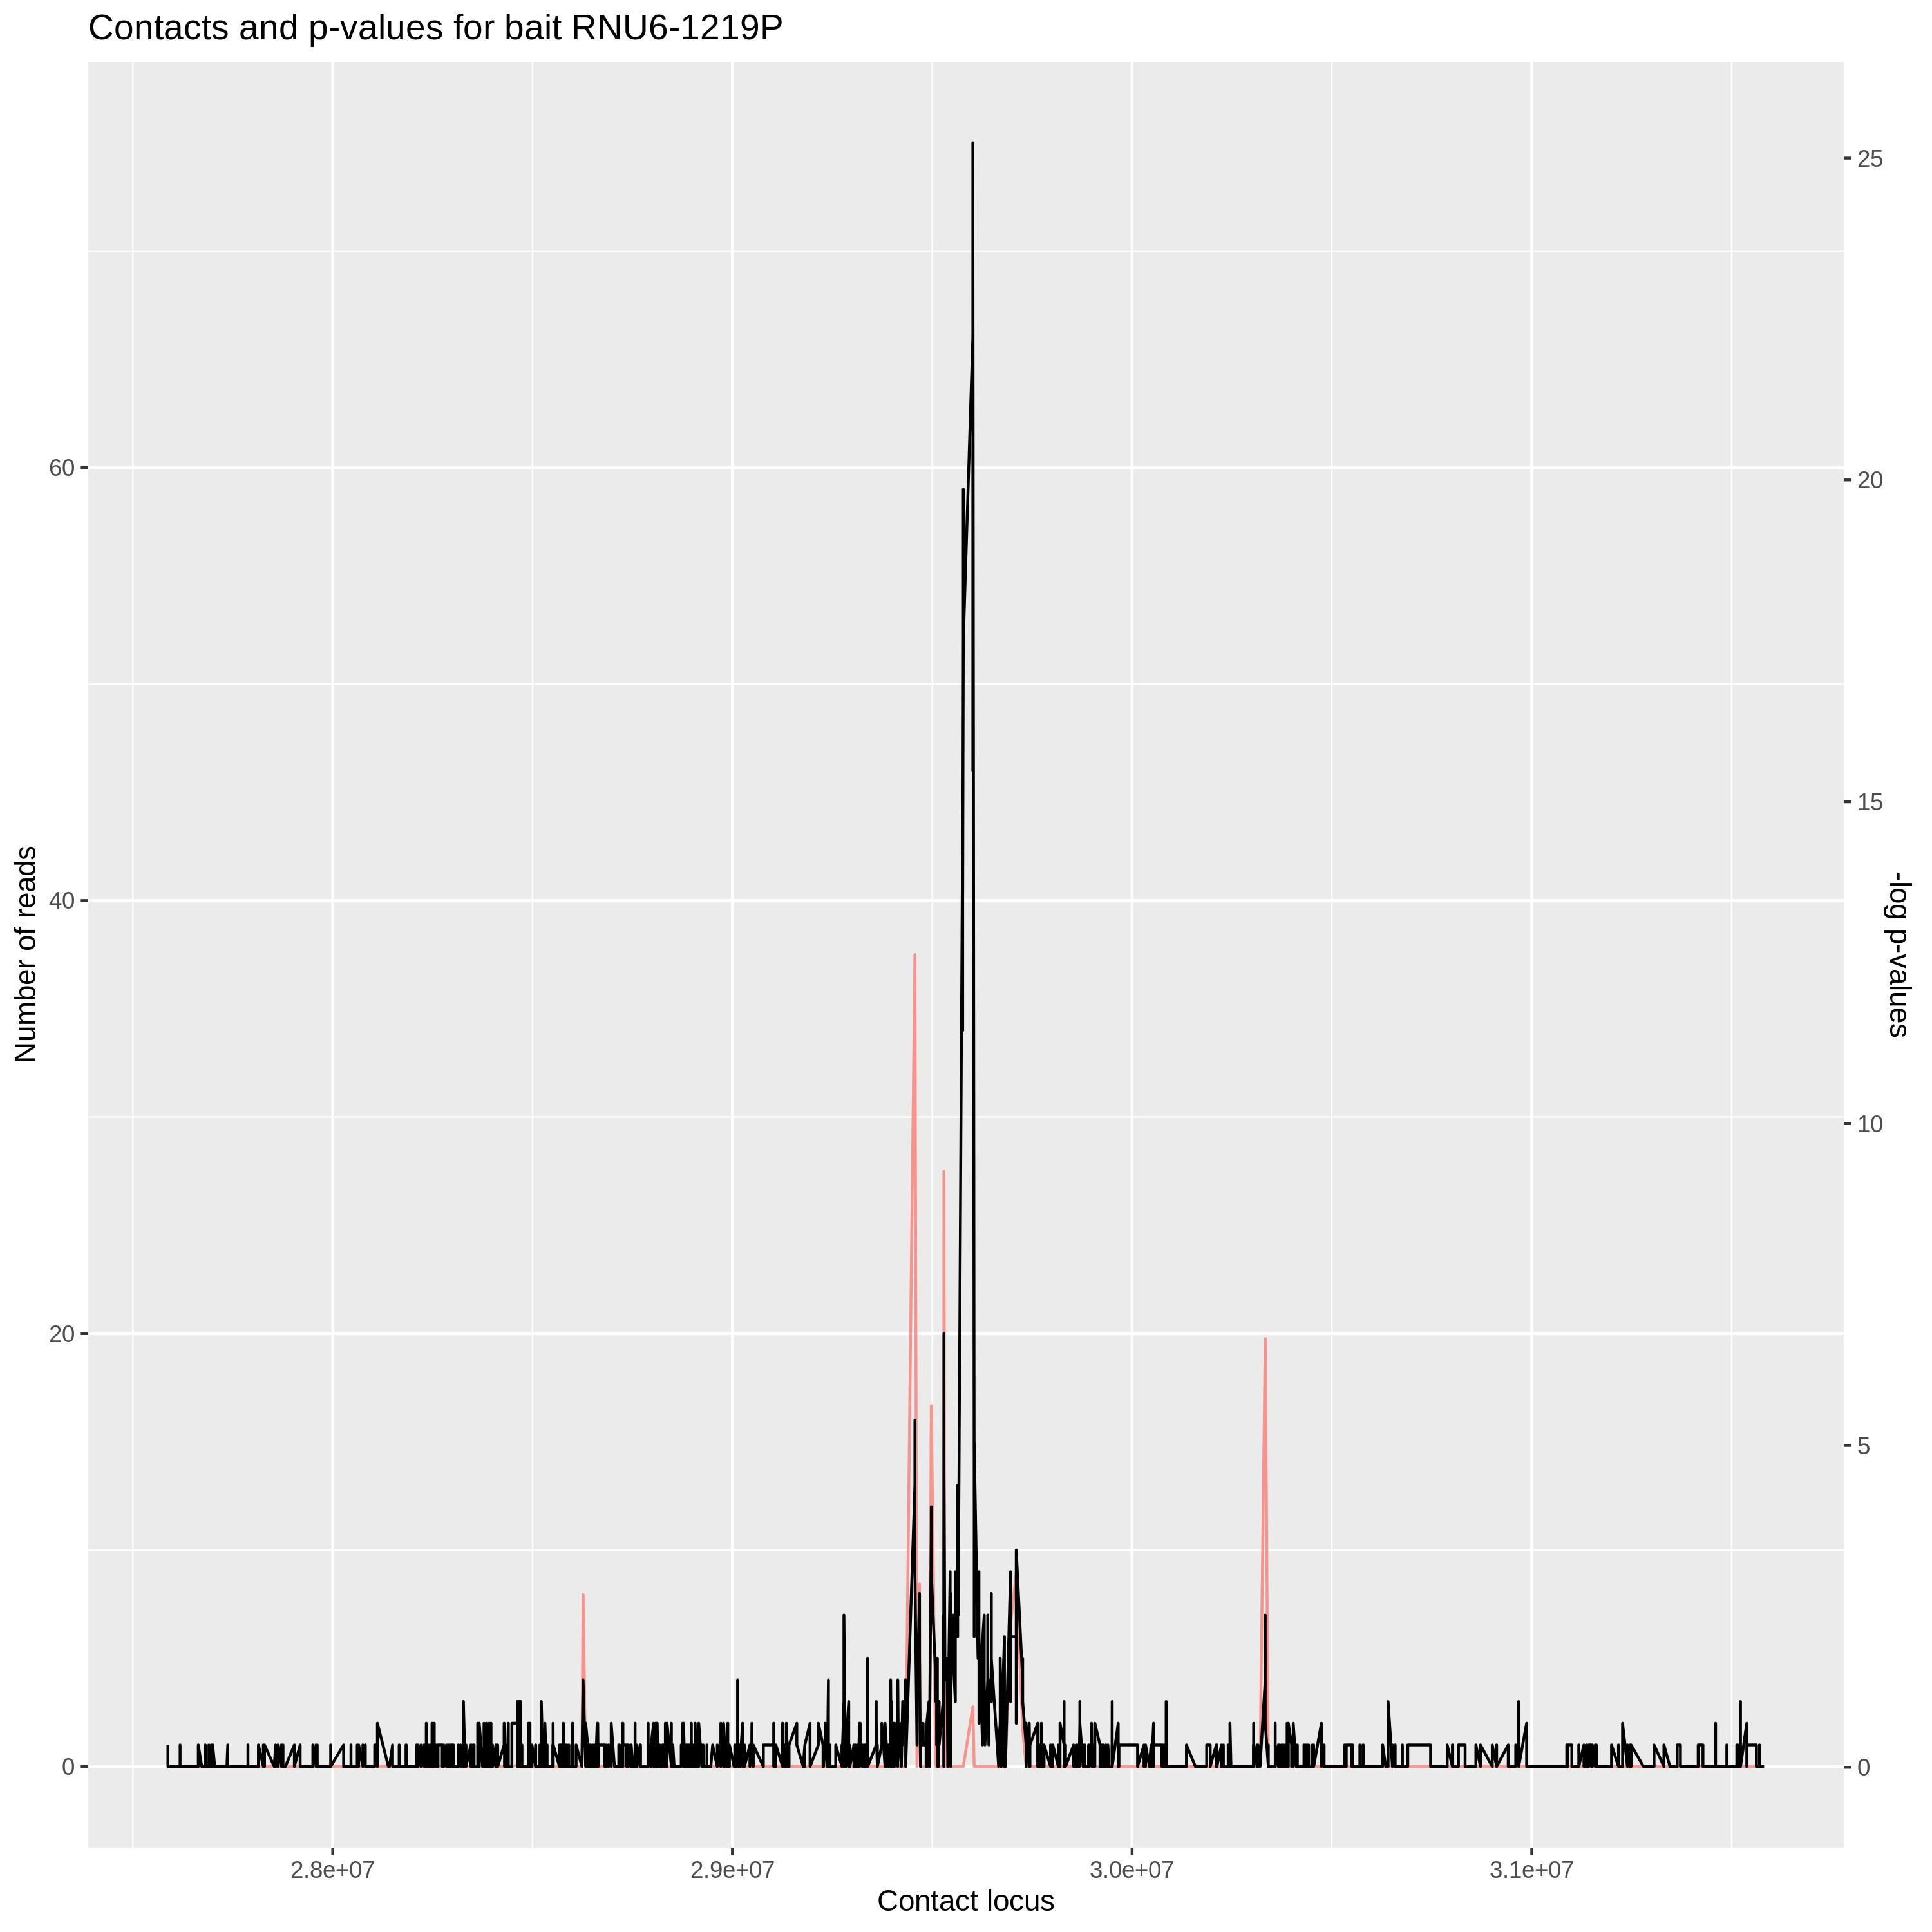 Contacts and p-values for bait RNU6-1219P
60
40
20
0
25
20
15
10
5
0
Number of reads
-log p-values
2.8e+07
2.9e+07
3.0e+07
3.1e+07
Contact locus